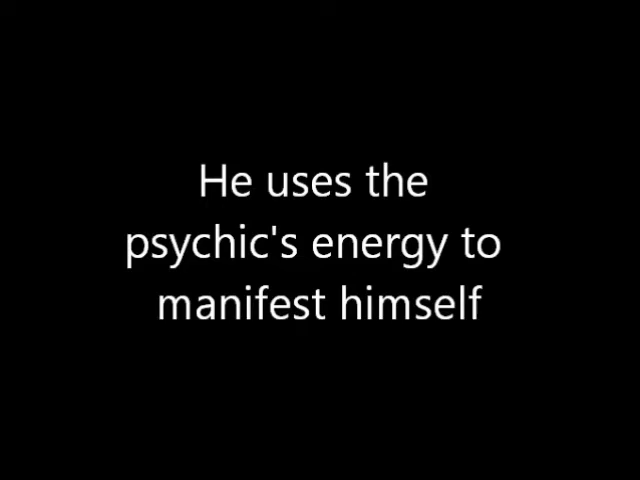 He uses the
psychic's energy to
manifest himself